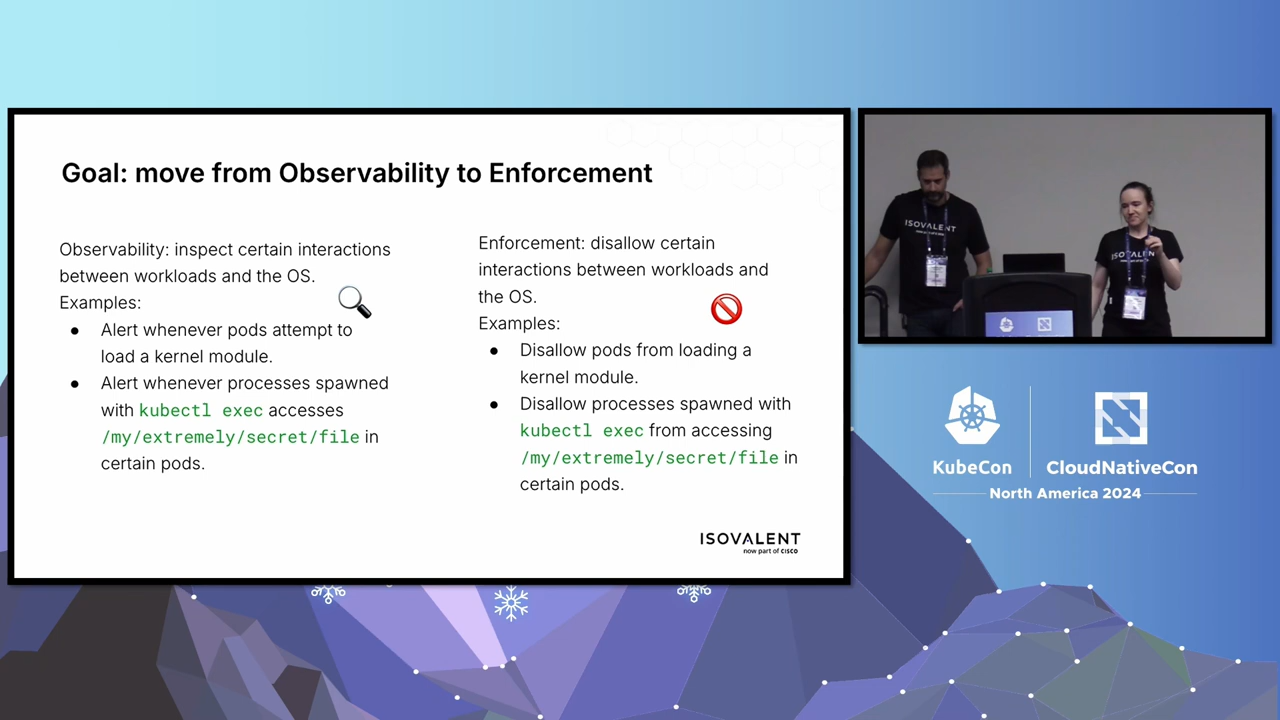 Goal: move from Observability to Enforcement
Observability: inspect certain interactions
between workloads and the OS.
Examples:
● Alert whenever pods attempt to
load a kernel module.
● Alert whenever processes spawned
with kubectl exec accesses
/my/extremely/secret/file in
certain pods.
Enforcement: disallow certain
interactions between workloads and
the OS.
Examples:
● Disallow pods from loading a
kernel module.
● Disallow processes spawned with
kubectl exec from accessing
/my/extremely/secret/file in
certain pods.
ISOVALENT
now part of CISCO
ISOVALENT
ISOVALENT
KubeCon
CloudNativeCon
North America 2024